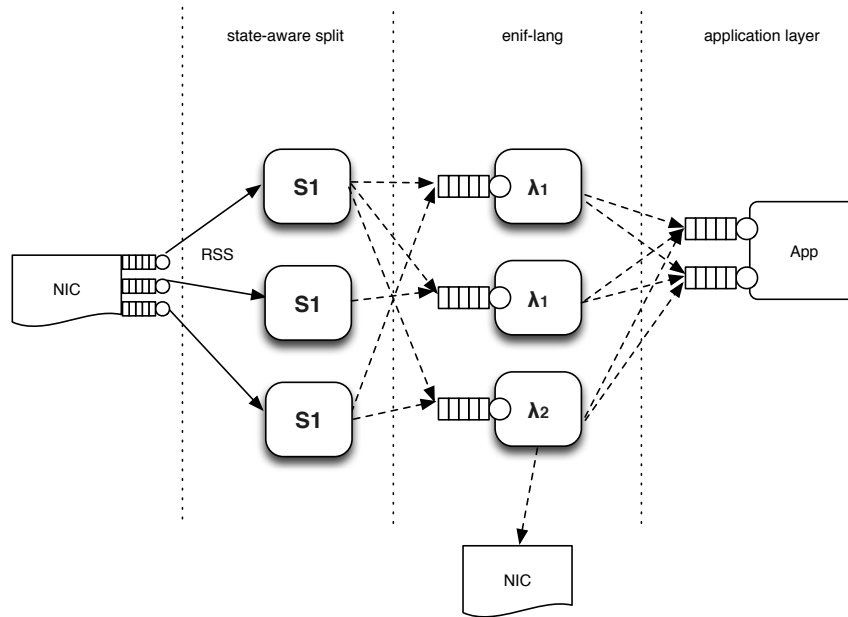 state-aware split
enif-lang
application layer
S1
λ1
RSS
NIC
S1
λ1
App
S1
λ2
NIC